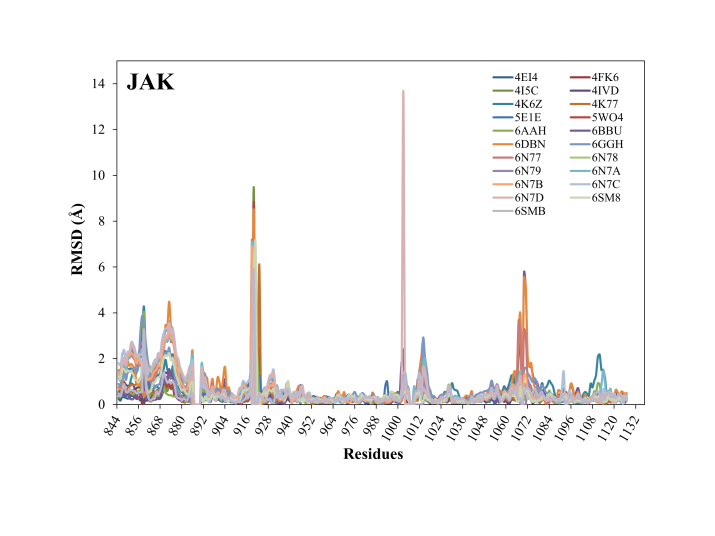 JAK
4EI4 4FK6
4I5C 4IVD
4K6Z 4K77
5E1E 5WO4
6AAH 6BBU
6DBN 6GGH
6N77 6N78
6N79 6N7A
6N7B 6N7C
6N7D 6SM8
6SMB
14
12
10
8
6
4
2
0
RMSD (Å)
844 856 868 880 892 904 916 928 940 952 964 976 988 1000 1012 1024 1036 1048 1060 1072 1084 1096 1108 1120 1132
Residues